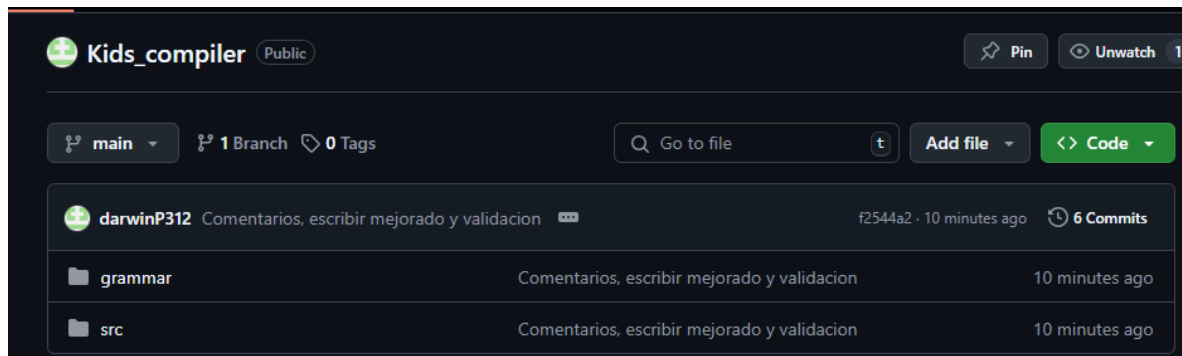 Kids_compiler Public Pin Unwatch 1
main 1 Branch 0 Tags Go to file t Add file Code
darwinP312 Comentarios, escribir mejorado y validacion f2544a2 · 10 minutes ago 6 Commits
grammar Comentarios, escribir mejorado y validacion 10 minutes ago
src Comentarios, escribir mejorado y validacion 10 minutes ago